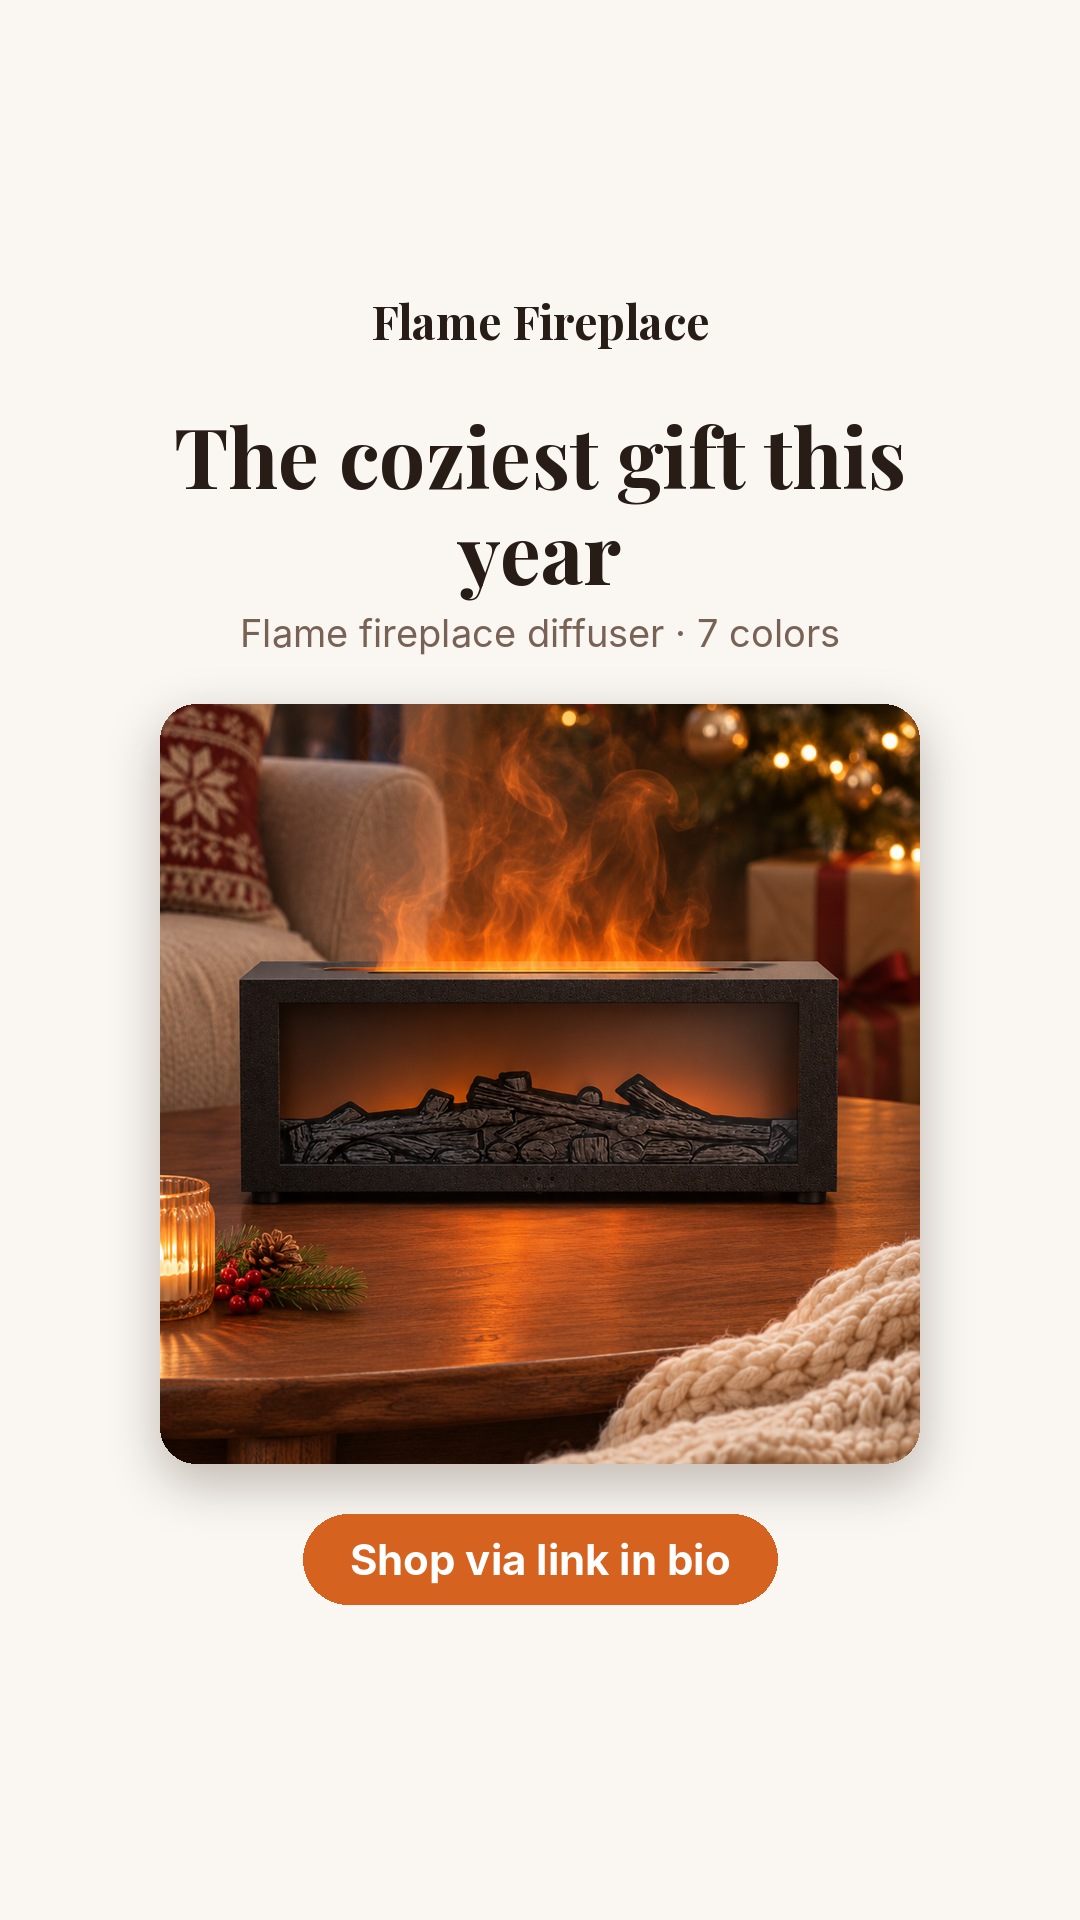 Flame Fireplace
The coziest gift this
year
Flame fireplace diffuser · 7 colors
Shop via link in bio